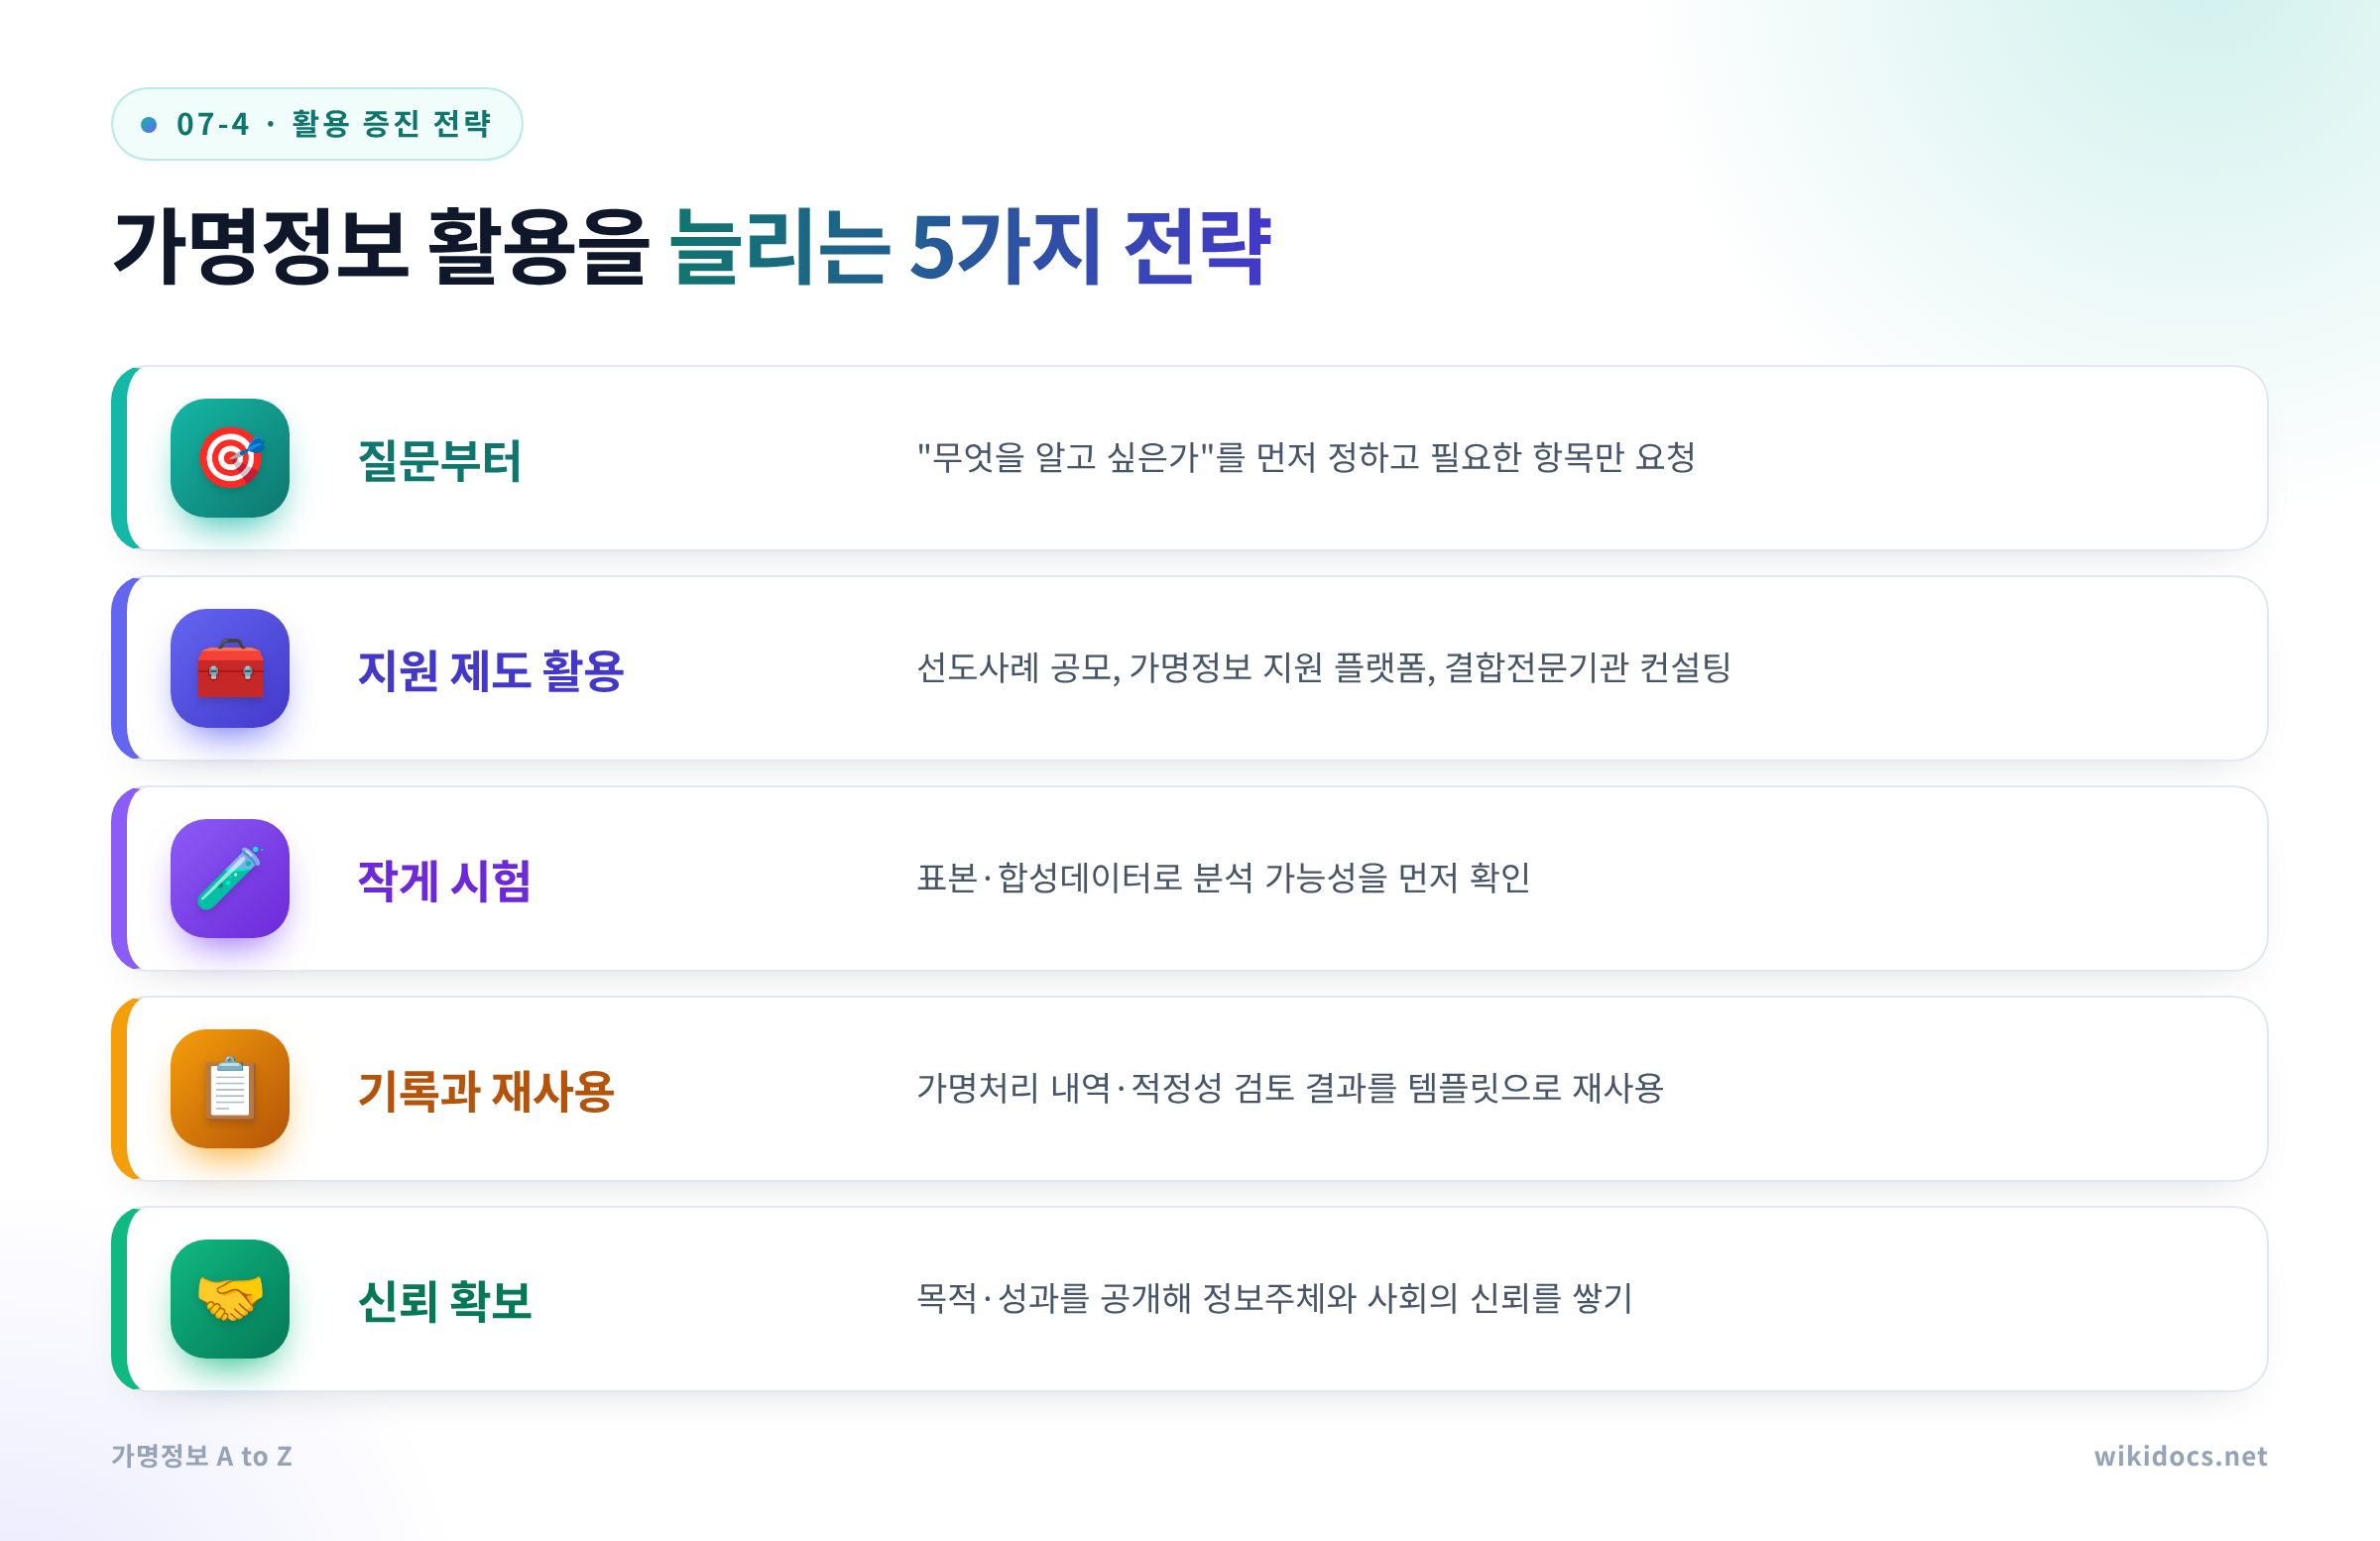 07-4 · 활용 증진 전략
가명정보 활용을 늘리는 5가지 전략
질문부터
"무엇을 알고 싶은가"를 먼저 정하고 필요한 항목만 요청
지원 제도 활용
선도사례 공모, 가명정보 지원 플랫폼, 결합전문기관 컨설팅
작게 시험
표본·합성데이터로 분석 가능성을 먼저 확인
기록과 재사용
가명처리 내역·적정성 검토 결과를 템플릿으로 재사용
신뢰 확보
목적·성과를 공개해 정보주체와 사회의 신뢰를 쌓기
가명정보 A to Z
wikidocs.net